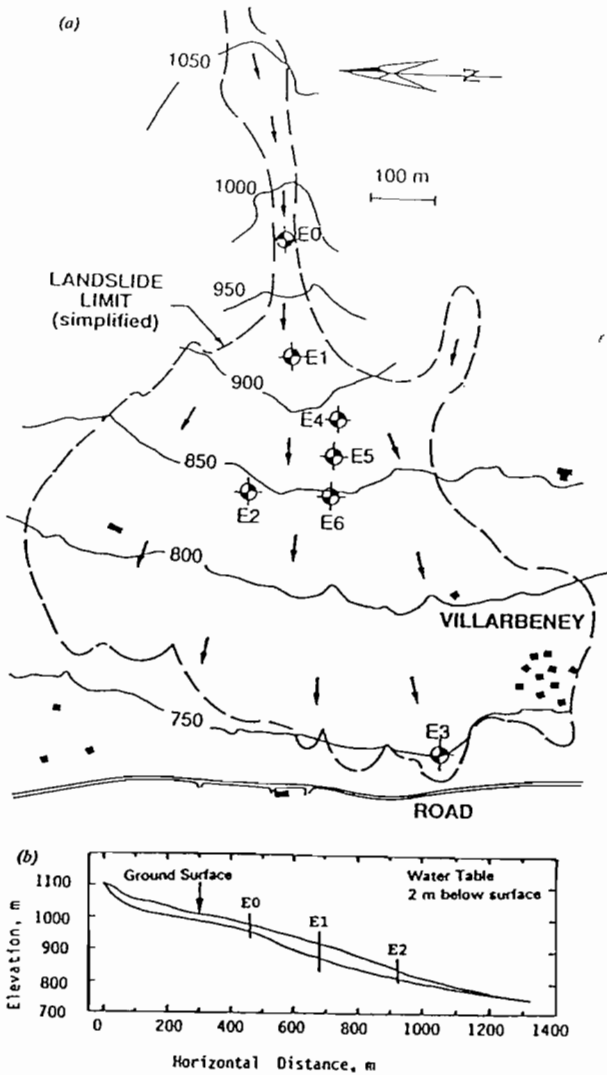 (a)
1050
N
100 m
1000
E0
LANDSLIDE
LIMIT
(simplified)
950
E1
900
E4
E5
850
E2
E6
800
VILLARBENEY
750
E3
ROAD
(b)
Ground Surface
Water Table
2 m below surface
Elevation, m
1100
1000
900
800
700
E0
E1
E2
0
200
400
600
800
1000
1200
1400
Horizontal Distance, m